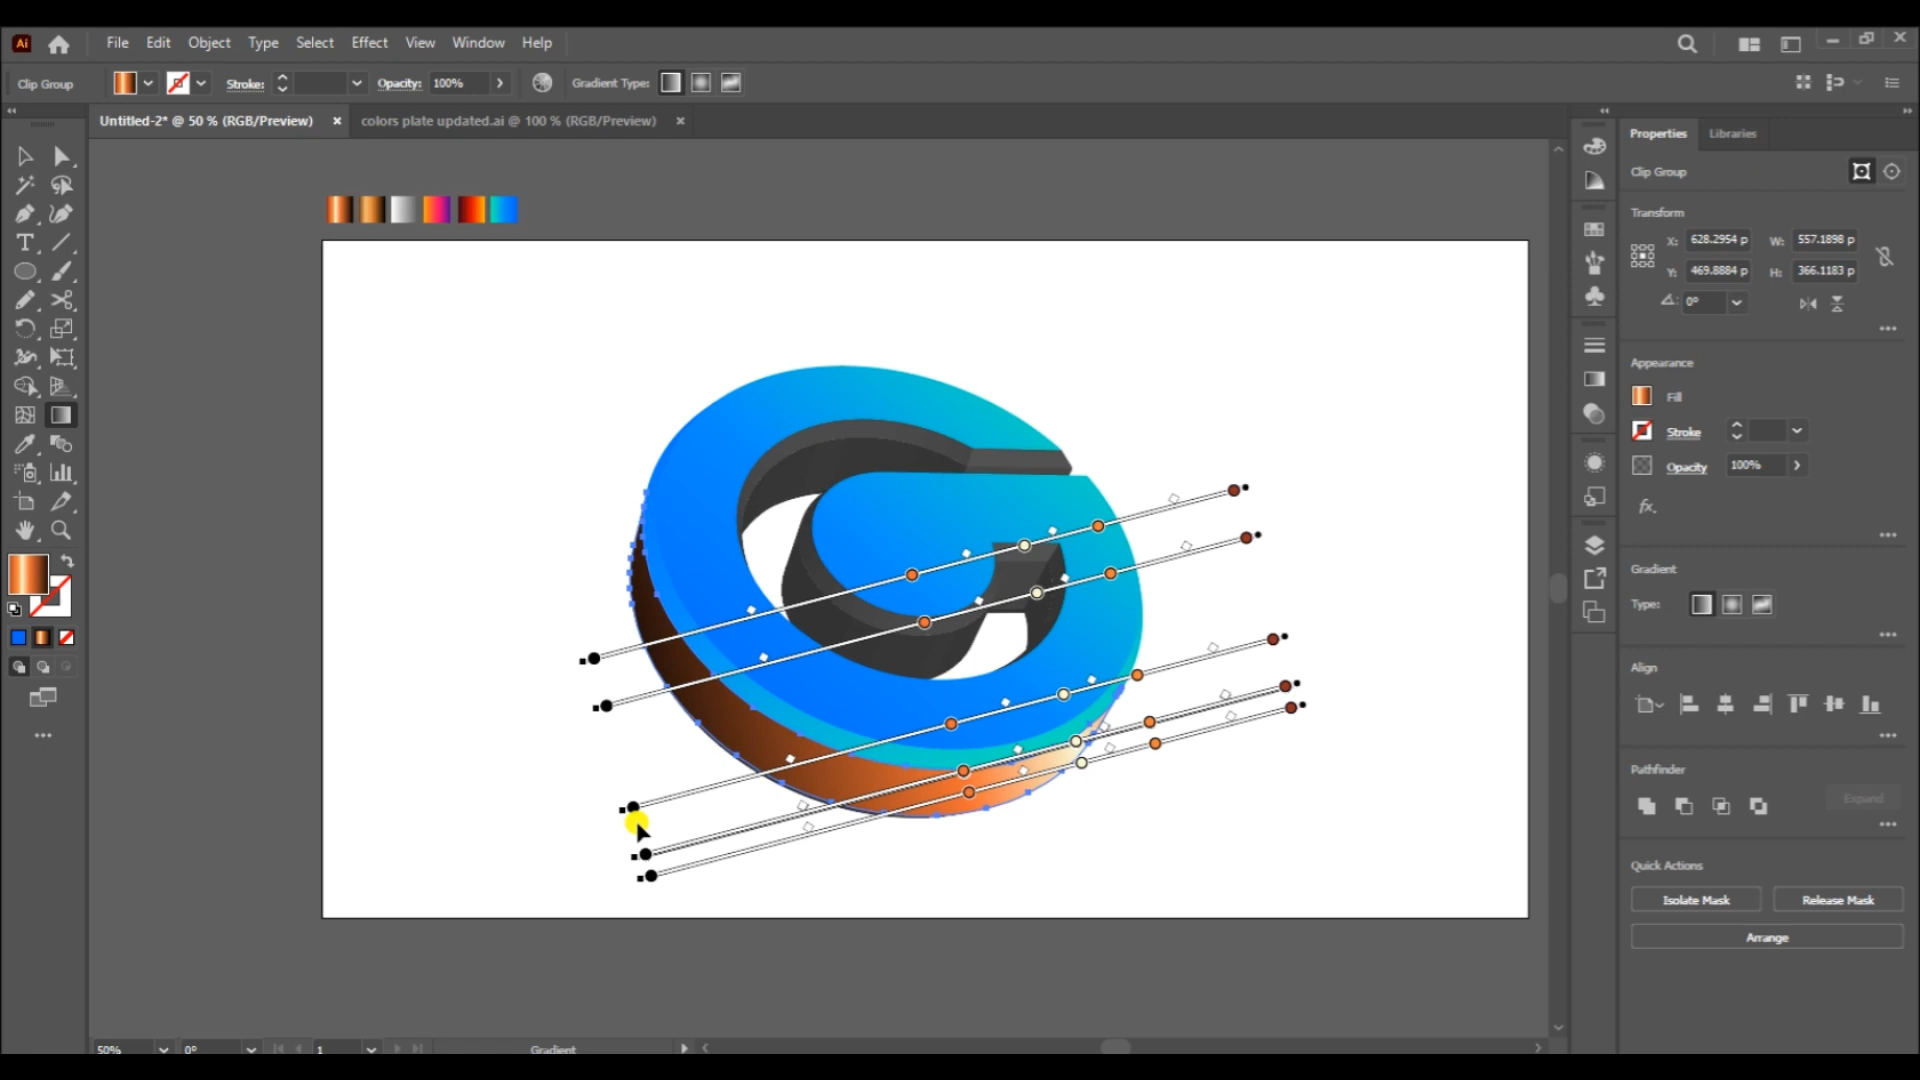 Ai File Edit Object Type Select Effect View Window Help
Clip Group Stroke: Opacity: 100% Gradient Type:
Untitled-2* @ 50 % (RGB/Preview) × colors plate updated.ai @ 100 % (RGB/Preview) ×
Properties Libraries
Clip Group
Transform
X: 628.2954 p W: 557.1898 p
Y: 469.8884 p H: 366.1183 p
0°
Appearance
Fill
Stroke
Opacity 100%
fx.
Gradient
Type:
Align
Pathfinder
Expand
Quick Actions
Isolate Mask Release Mask
Arrange
50% 0° 1 Gradient